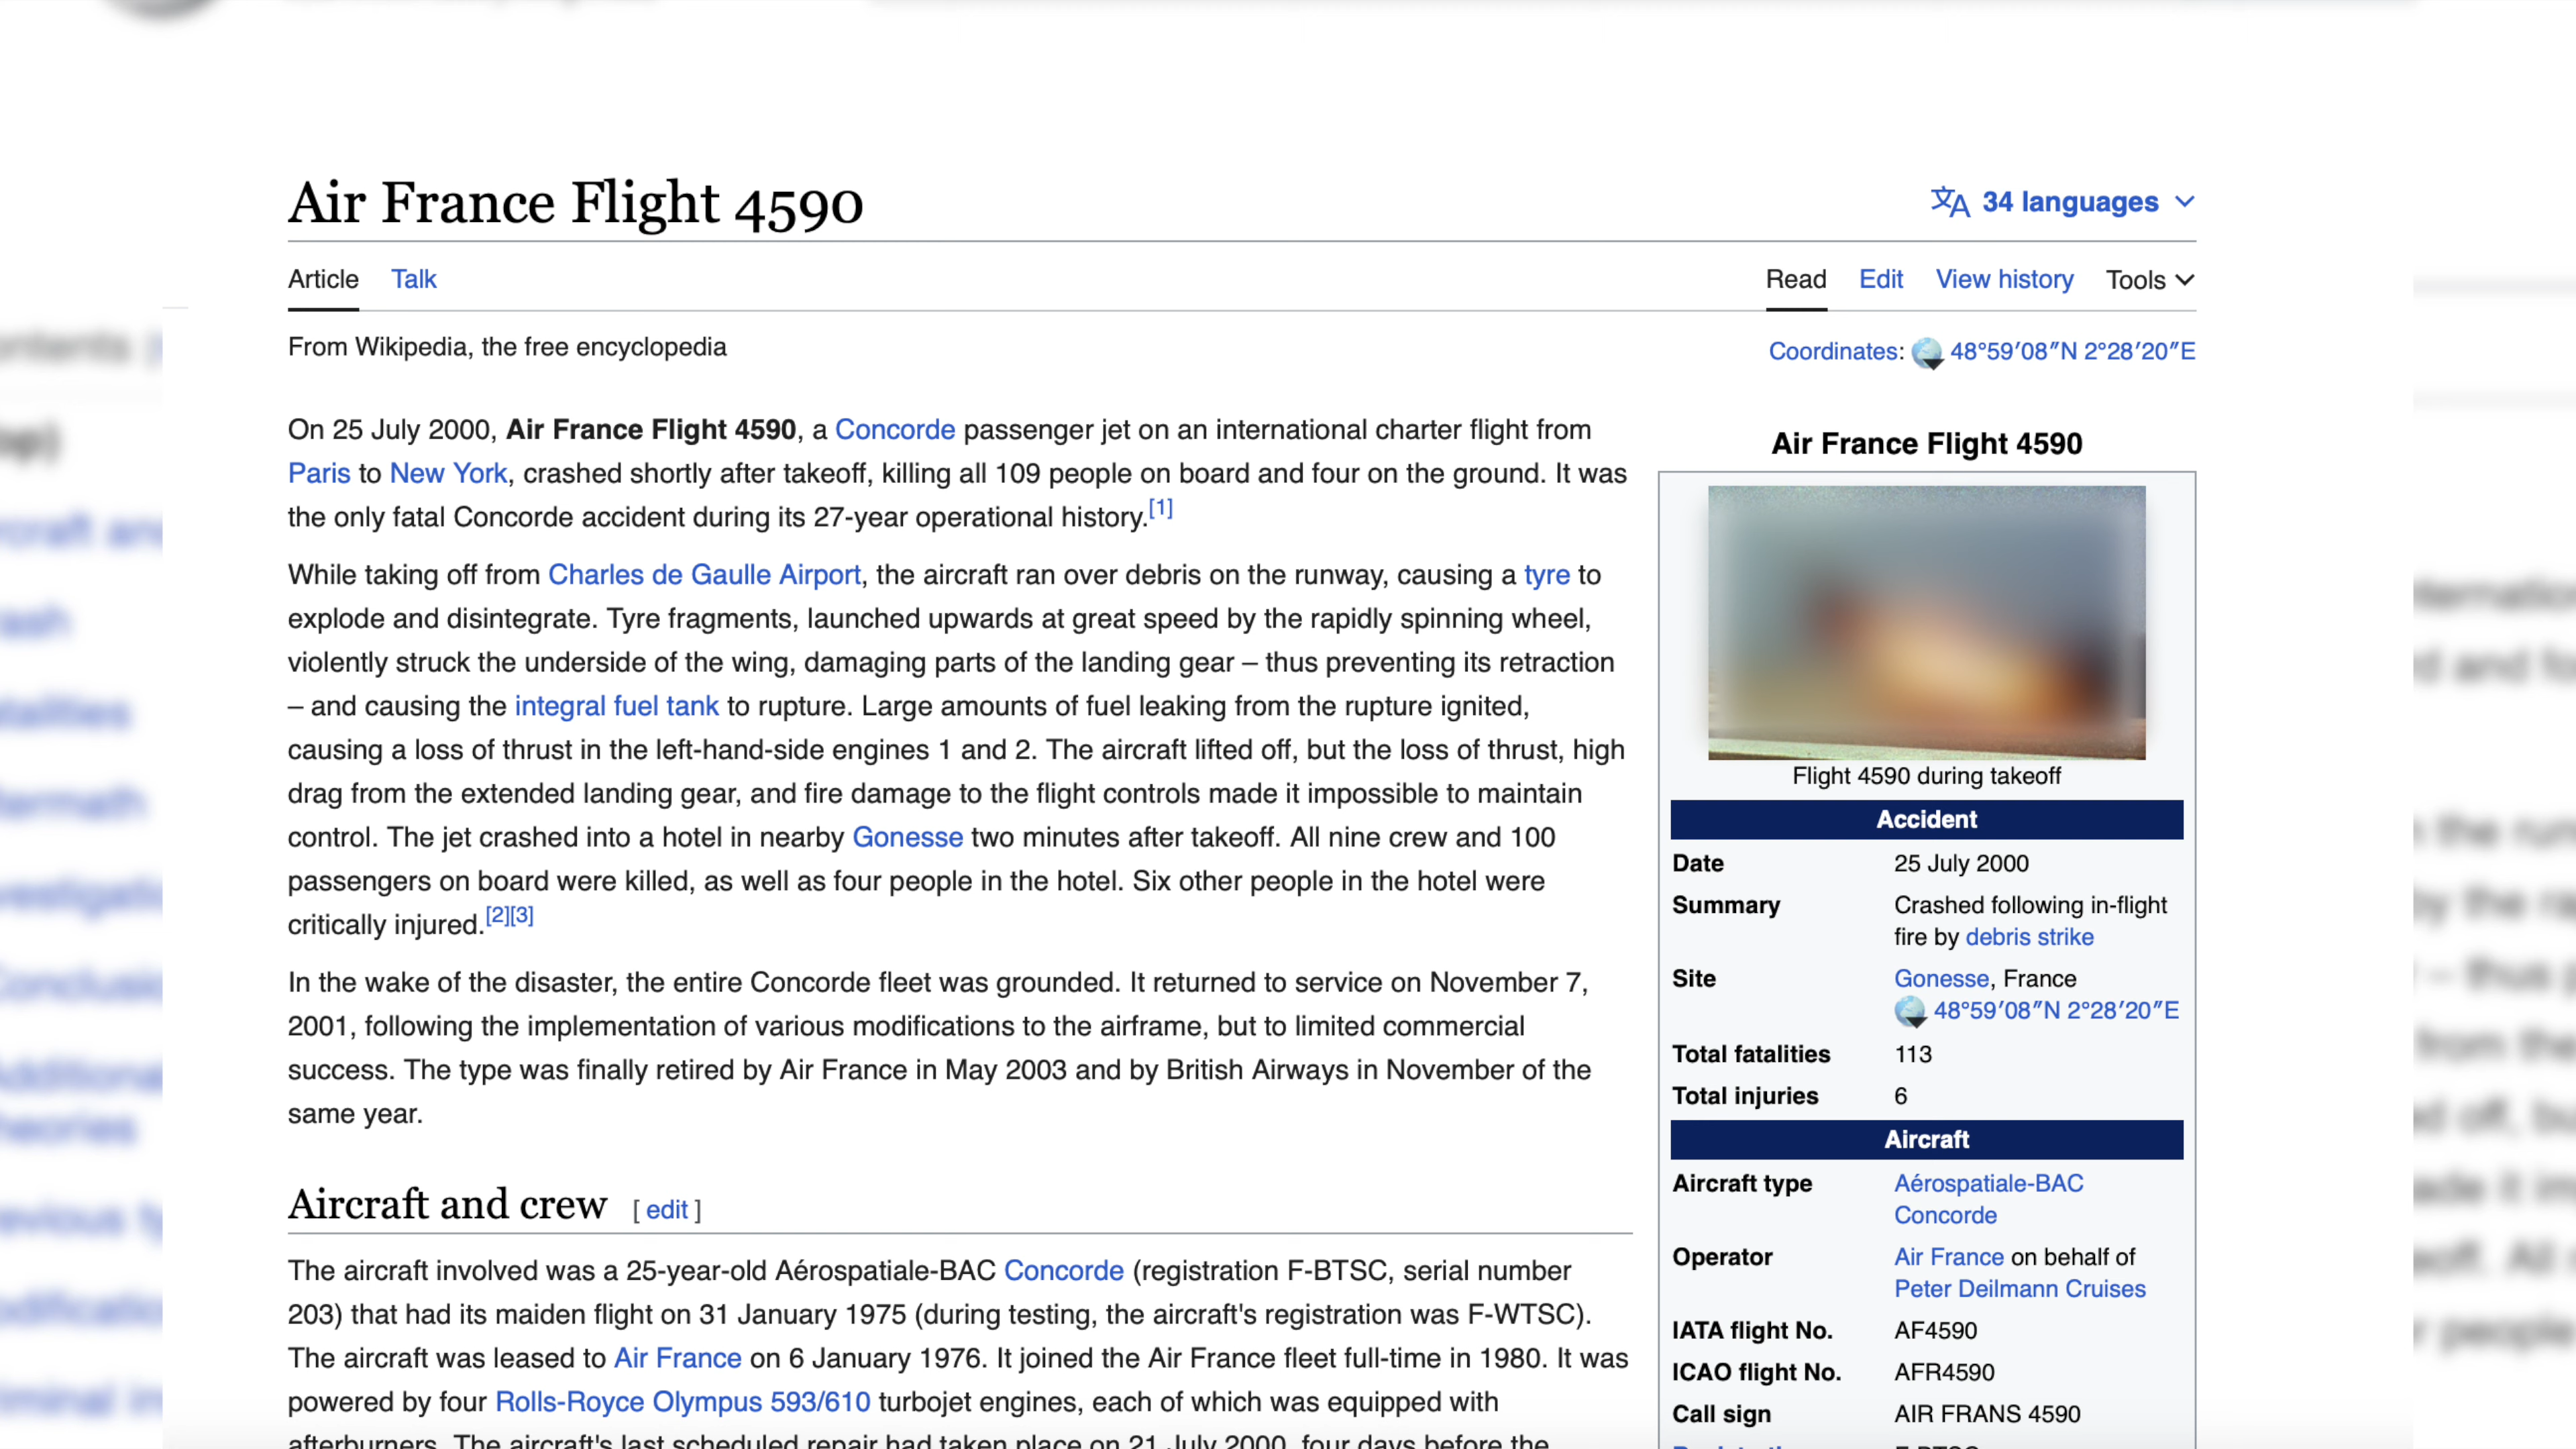 Air France Flight 4590
34 languages
Article Talk
Read Edit View history Tools
From Wikipedia, the free encyclopedia
Coordinates: 48°59′08″N 2°28′20″E
On 25 July 2000, Air France Flight 4590, a Concorde passenger jet on an international charter flight from
Paris to New York, crashed shortly after takeoff, killing all 109 people on board and four on the ground. It was
the only fatal Concorde accident during its 27-year operational history.[1]
While taking off from Charles de Gaulle Airport, the aircraft ran over debris on the runway, causing a tyre to
explode and disintegrate. Tyre fragments, launched upwards at great speed by the rapidly spinning wheel,
violently struck the underside of the wing, damaging parts of the landing gear – thus preventing its retraction
– and causing the integral fuel tank to rupture. Large amounts of fuel leaking from the rupture ignited,
causing a loss of thrust in the left-hand-side engines 1 and 2. The aircraft lifted off, but the loss of thrust, high
drag from the extended landing gear, and fire damage to the flight controls made it impossible to maintain
control. The jet crashed into a hotel in nearby Gonesse two minutes after takeoff. All nine crew and 100
passengers on board were killed, as well as four people in the hotel. Six other people in the hotel were
critically injured.[2][3]
In the wake of the disaster, the entire Concorde fleet was grounded. It returned to service on November 7,
2001, following the implementation of various modifications to the airframe, but to limited commercial
success. The type was finally retired by Air France in May 2003 and by British Airways in November of the
same year.
Aircraft and crew [ edit ]
The aircraft involved was a 25-year-old Aérospatiale-BAC Concorde (registration F-BTSC, serial number
203) that had its maiden flight on 31 January 1975 (during testing, the aircraft's registration was F-WTSC).
The aircraft was leased to Air France on 6 January 1976. It joined the Air France fleet full-time in 1980. It was
powered by four Rolls-Royce Olympus 593/610 turbojet engines, each of which was equipped with
afterburners. The aircraft's last scheduled repair had taken place on 21 July 2000, four days before the
Air France Flight 4590
Flight 4590 during takeoff
Accident
Date 25 July 2000
Summary Crashed following in-flight
fire by debris strike
Site Gonesse, France
48°59′08″N 2°28′20″E
Total fatalities 113
Total injuries 6
Aircraft
Aircraft type Aérospatiale-BAC
Concorde
Operator Air France on behalf of
Peter Deilmann Cruises
IATA flight No. AF4590
ICAO flight No. AFR4590
Call sign AIR FRANS 4590